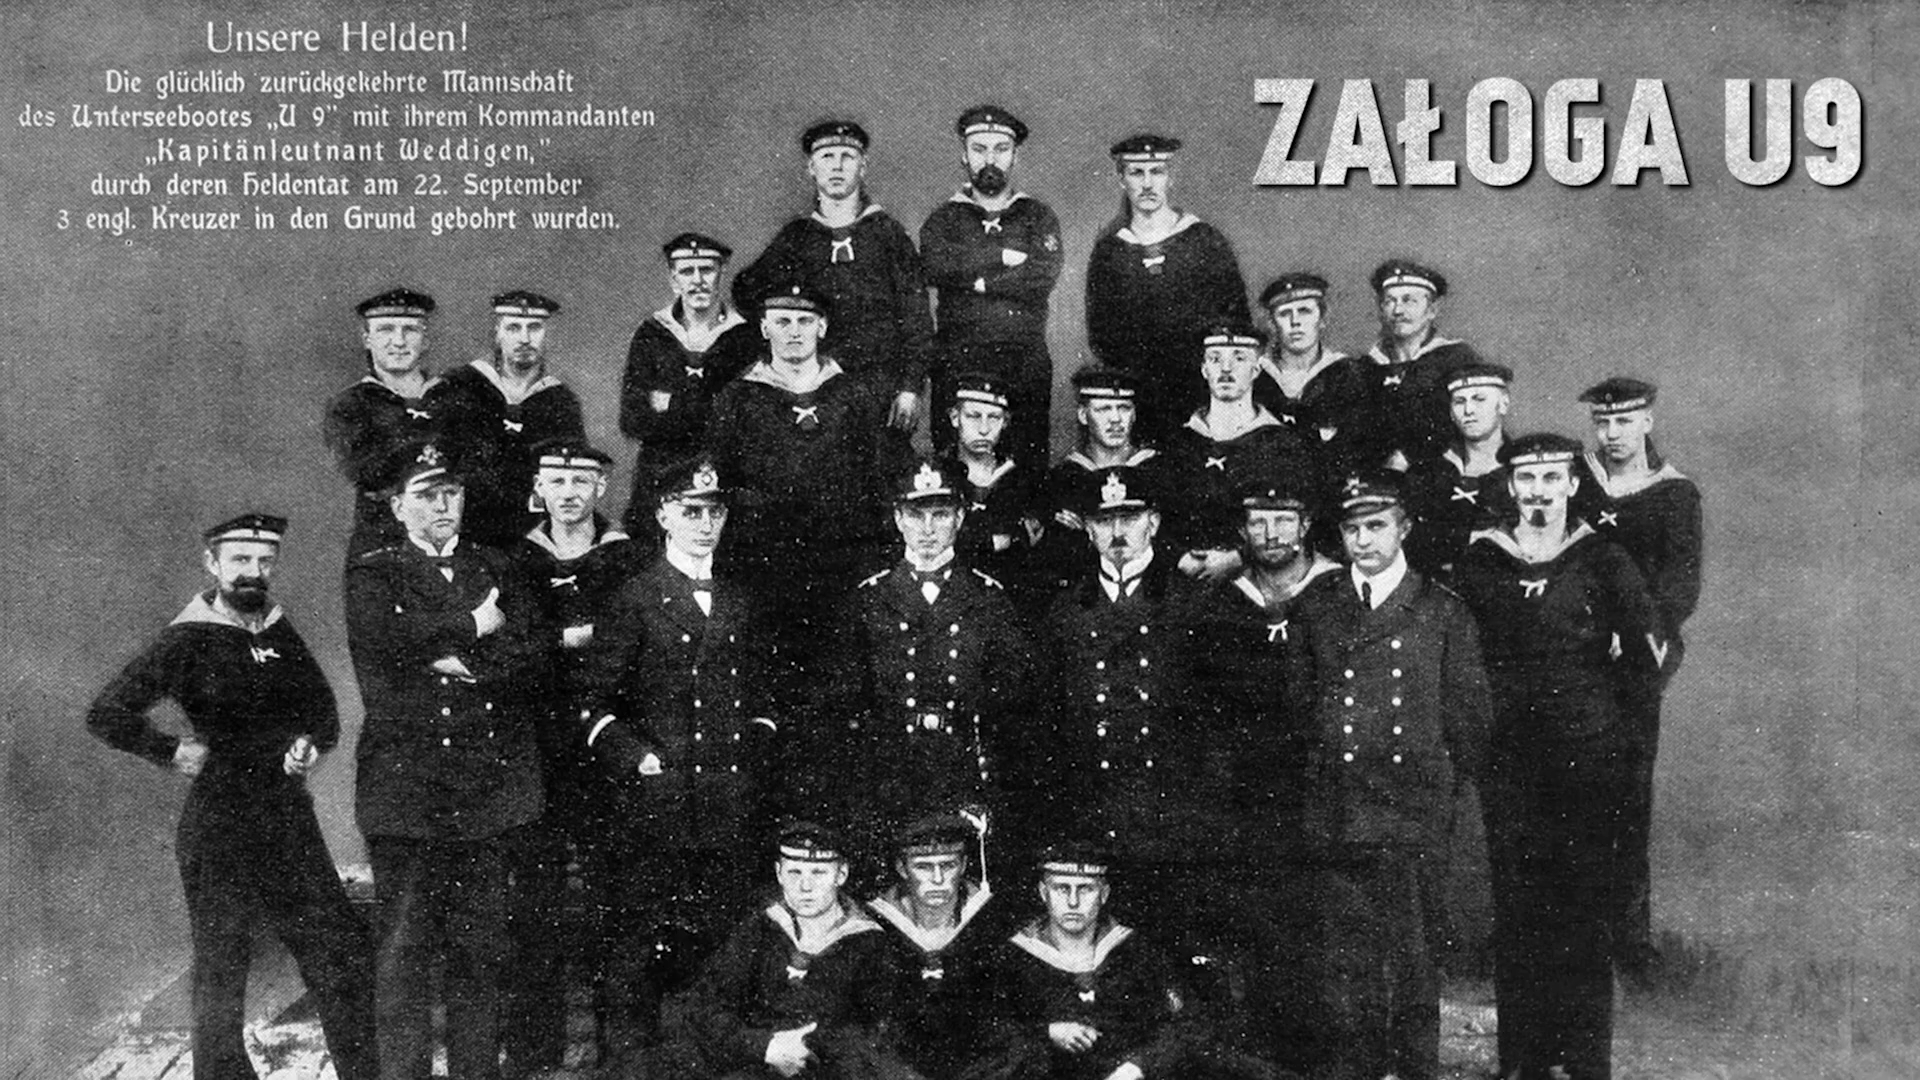 Unsere Helden!
Die glücklich zurückgekehrte Mannschaft
des Unterseebootes „U 9” mit ihrem Kommandanten
„Kapitänleutnant Weddigen,”
durch deren Heldentat am 22. September
3 engl. Kreuzer in den Grund gebohrt wurden.
ZAŁOGA U9